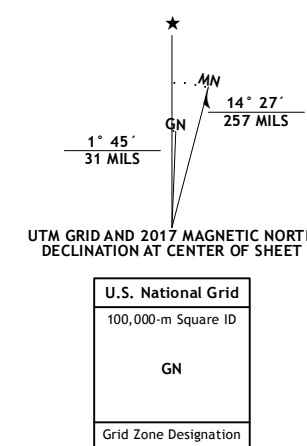 ★
MN
GN
14° 27´
257 MILS
1° 45´
31 MILS
UTM GRID AND 2017 MAGNETIC NORT
DECLINATION AT CENTER OF SHEET
U.S. National Grid
100,000-m Square ID
GN
Grid Zone Designation